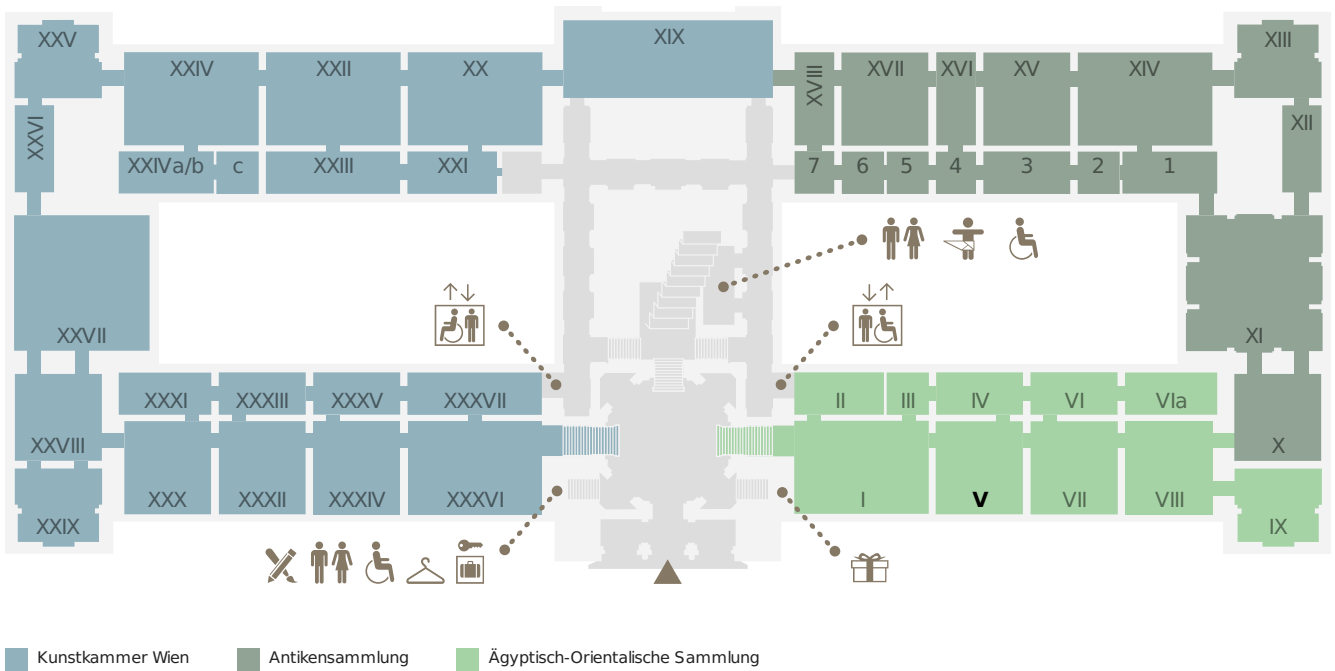 XXV
XXIV
XXII
XX
XIX
XVIII
XVII
XVI
XV
XIV
XIII
XXVI
XII
XXIVa/b
c
XXIII
XXI
7
6
5
4
3
2
1
XXVII
XI
XXXI
XXXIII
XXXV
XXXVII
II
III
IV
VI
VIa
XXVIII
X
XXX
XXXII
XXXIV
XXXVI
I
V
VII
VIII
XXIX
IX
Kunstkammer Wien
Antikensammlung
Ägyptisch-Orientalische Sammlung